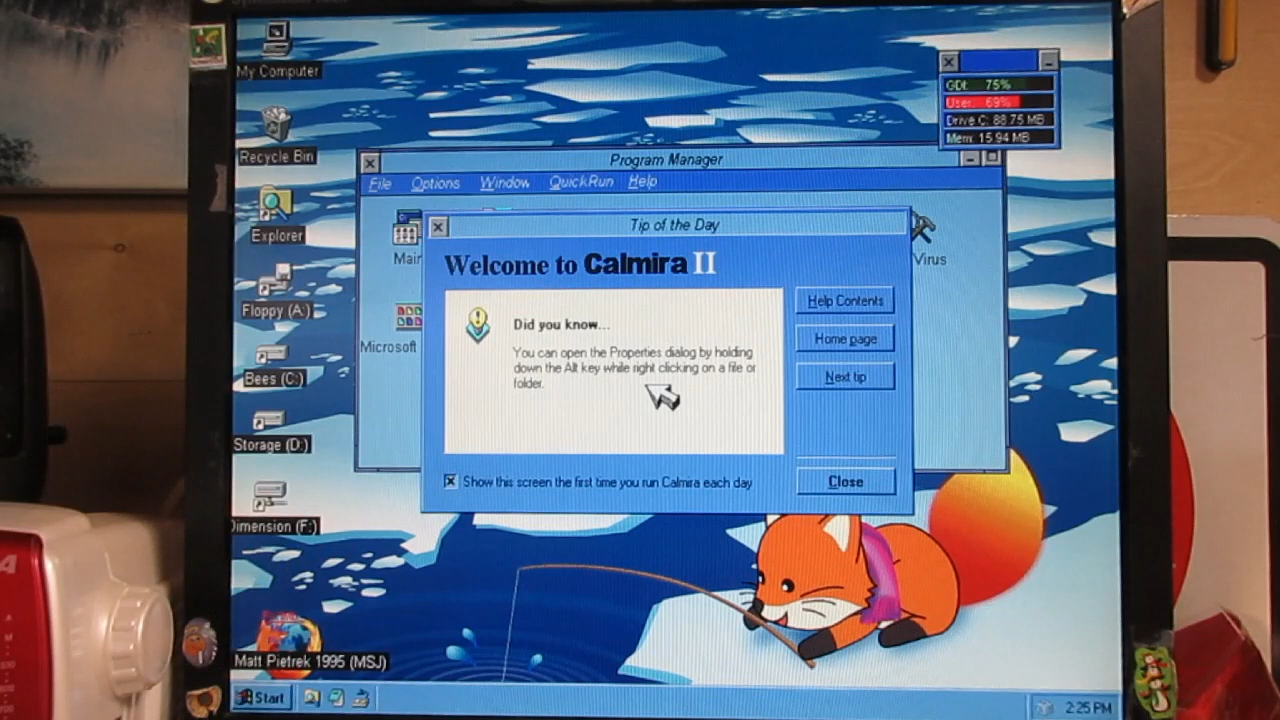 My Computer
Recycle Bin
Explorer
Floppy (A:)
Bees (C:)
Storage (D:)
Dimension (F:)
Matt Pietrek 1995 (MSJ)
GDI: 75%
User: 69%
Drive C: 88.75 MB
Mem: 15.94 MB
Program Manager
File Options Window QuickRun Help
Main
Virus
Microsoft
Tip of the Day
Welcome to Calmira II
Did you know...
You can open the Properties dialog by holding
down the Alt key while right clicking on a file or
folder.
Help Contents
Home page
Next tip
Show this screen the first time you run Calmira each day
Close
Start
2:25 PM